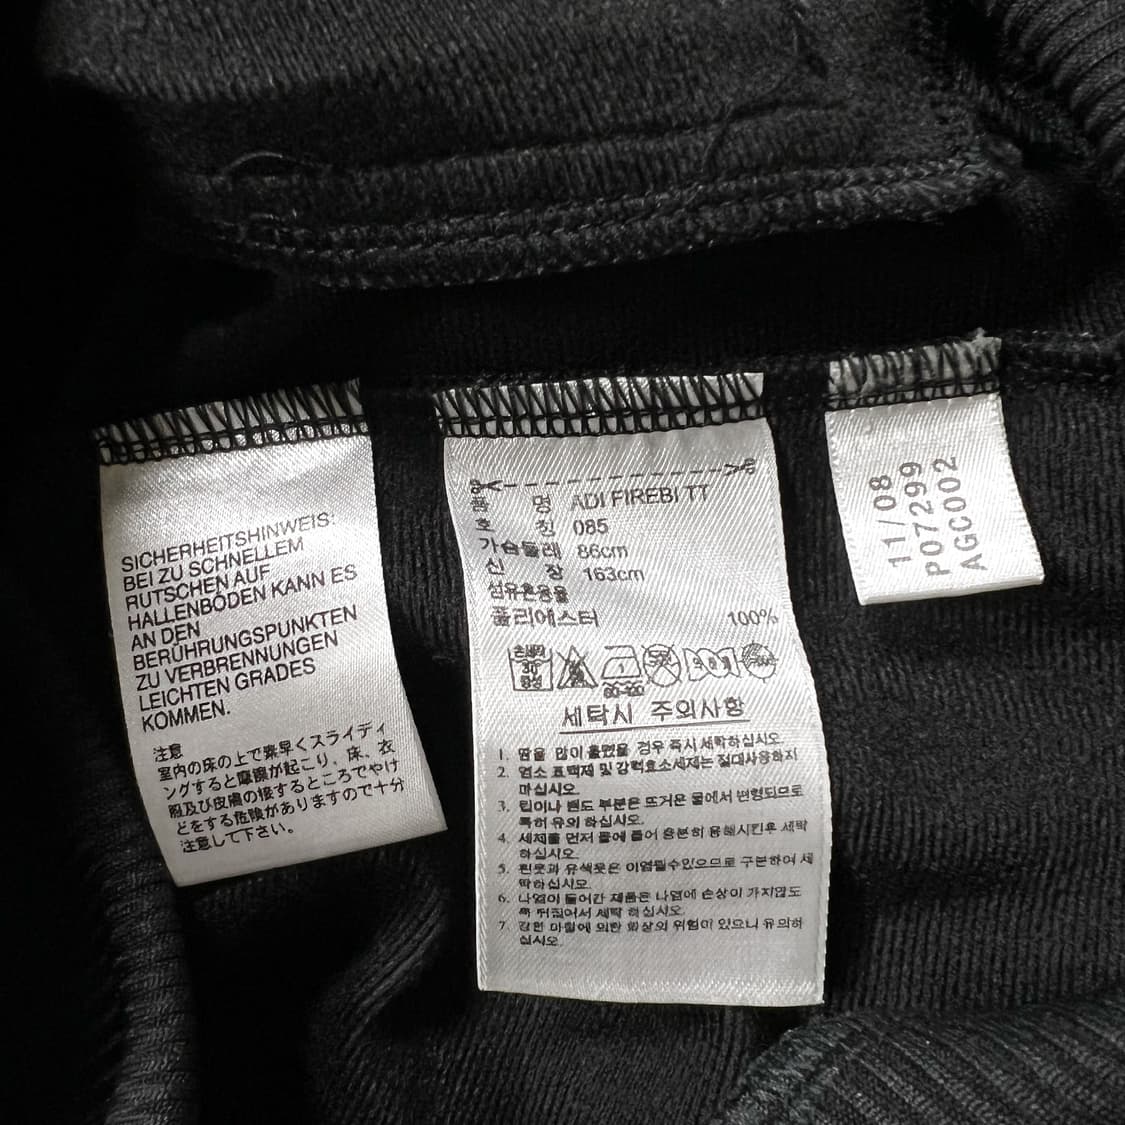 SICHERHEITSHINWEIS:
BEI ZU SCHNELLEM
RUTSCHEN AUF
HALLENBÖDEN KANN ES
AN DEN
BERÜHRUNGSPUNKTEN
ZU VERBRENNUNGEN
LEICHTEN GRADES
KOMMEN.
注意
室内の床の上で素早くスライディ
ングすると摩擦が起こり、床、衣
服及び皮膚の接するところでやけ
どをする危険がありますので十分
注意して下さい。
품 명 ADI FIREBI TT
호 칭 085
가슴둘레 86cm
신 장 163cm
섬유혼용율
폴리에스터 100%
손세탁
30
중성
80-120
세탁시 주의사항
1. 땀을 많이 흘렸을 경우 즉시 세탁하십시오
2. 염소 표백제 및 강력효소세제는 절대사용하지
마십시오.
3. 립이나 밴드 부분은 뜨거운 물에서 변형되므로
특히 유의 하십시오.
4. 세제를 먼저 물에 풀어 충분히 용해시킨후 세탁
하십시오.
5. 흰옷과 유색옷은 이염될수있으므로 구분하여 세
탁하십시오.
6. 나염이 들어간 제품은 나염에 손상이 가지않도
록 뒤집어서 세탁 하십시오.
7. 강한 마찰에 의한 화상의 위험이 있으니 유의하
십시오.
11/08
P07299
AGC002